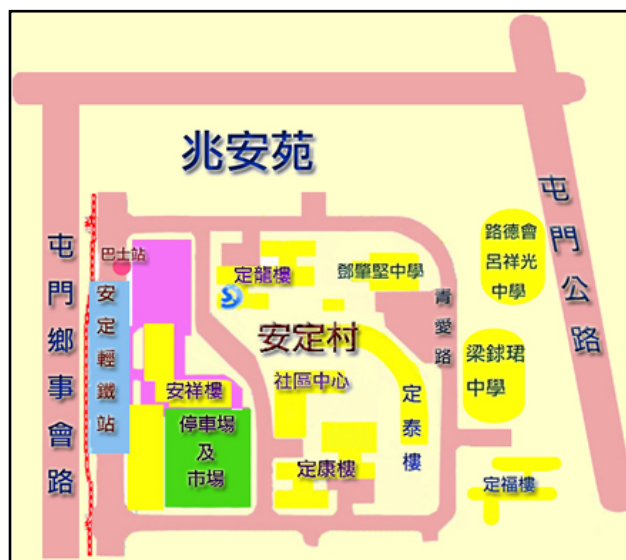 兆安苑
屯門鄉事會路
巴士站
安定輕鐵站
定龍樓
鄧肇堅中學
路德會
呂祥光
中學
屯門公路
青愛路
安定村
社區中心
安祥樓
停車場
及
市場
定康樓
定泰樓
梁銶琚
中學
定福樓